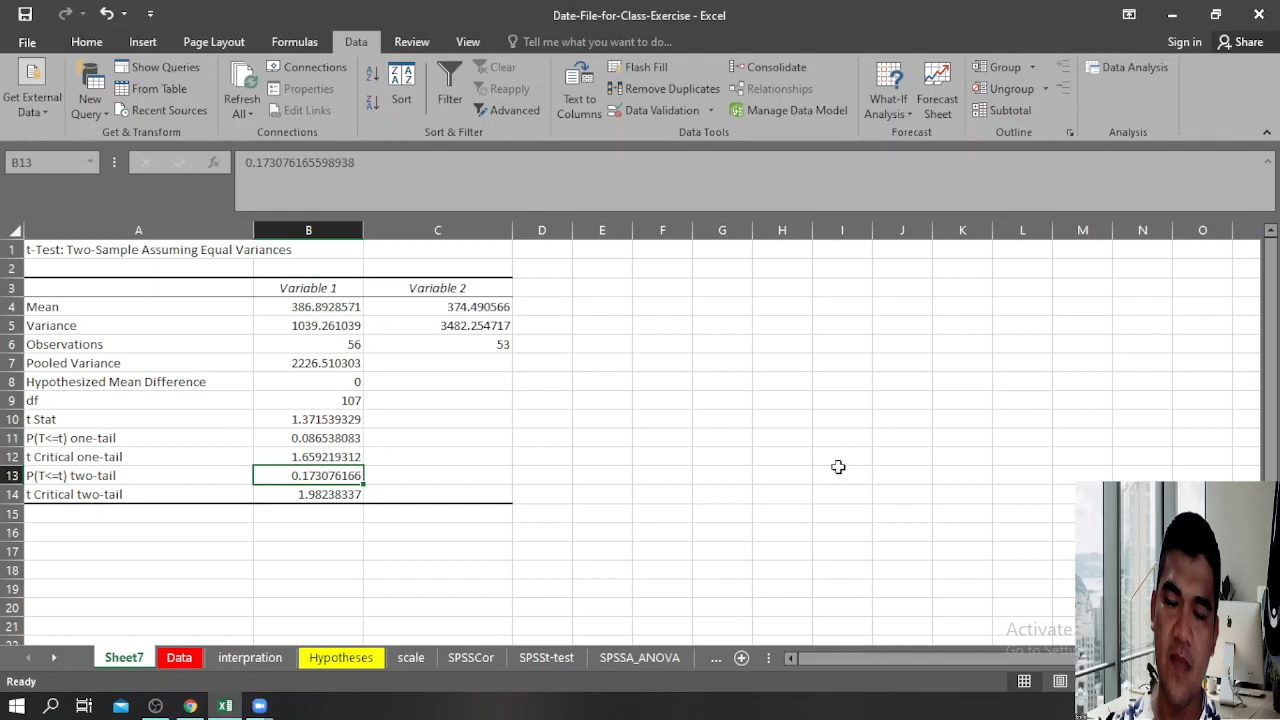 Date-File-for-Class-Exercise - Excel
File Home Insert Page Layout Formulas Data Review View Tell me what you want to do... Sign in Share
Get External Data
New Query
Show Queries
From Table
Recent Sources
Get & Transform
Refresh All
Connections
Properties
Edit Links
Connections
Sort
Filter
Clear
Reapply
Advanced
Sort & Filter
Text to Columns
Flash Fill
Remove Duplicates
Data Validation
Consolidate
Relationships
Manage Data Model
Data Tools
What-If Analysis
Forecast Sheet
Forecast
Group
Ungroup
Subtotal
Outline
Data Analysis
Analysis
B13 fx 0.173076165598938
A B C D E F G H I J K L M N O
1 t-Test: Two-Sample Assuming Equal Variances
2
3 Variable 1 Variable 2
4 Mean 386.8928571 374.490566
5 Variance 1039.261039 3482.254717
6 Observations 56 53
7 Pooled Variance 2226.510303
8 Hypothesized Mean Difference 0
9 df 107
10 t Stat 1.371539329
11 P(T<=t) one-tail 0.086538083
12 t Critical one-tail 1.659219312
13 P(T<=t) two-tail 0.173076166
14 t Critical two-tail 1.98238337
15
16
17
18
19
20
21
Activate
Sheet7 Data interpration Hypotheses scale SPSSCor SPSSt-test SPSSA_ANOVA ...
Ready